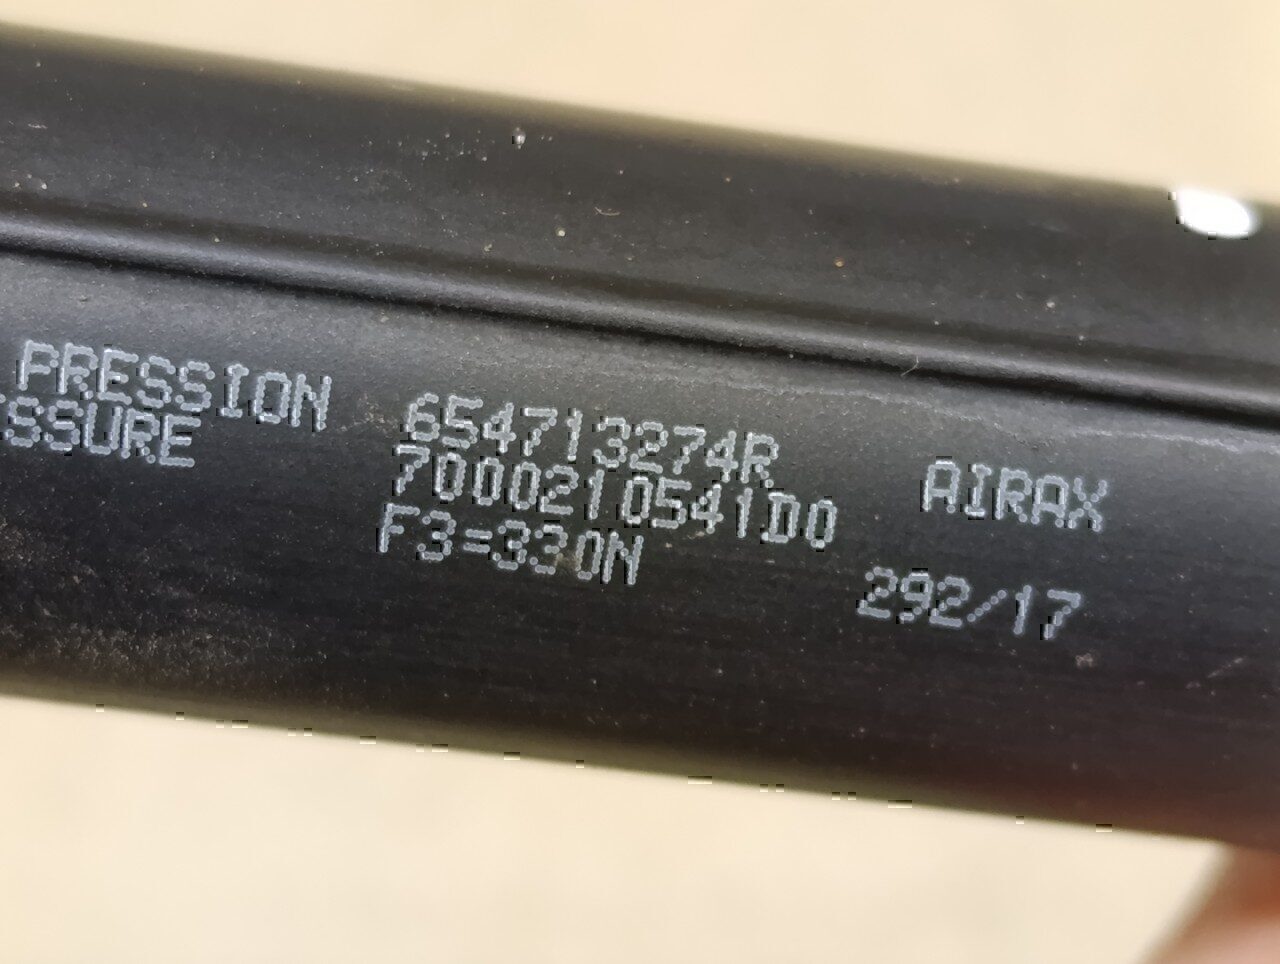 PRESSION 654713274R AIRAX
SSURE 7000210541D0
F3=330N 292/17